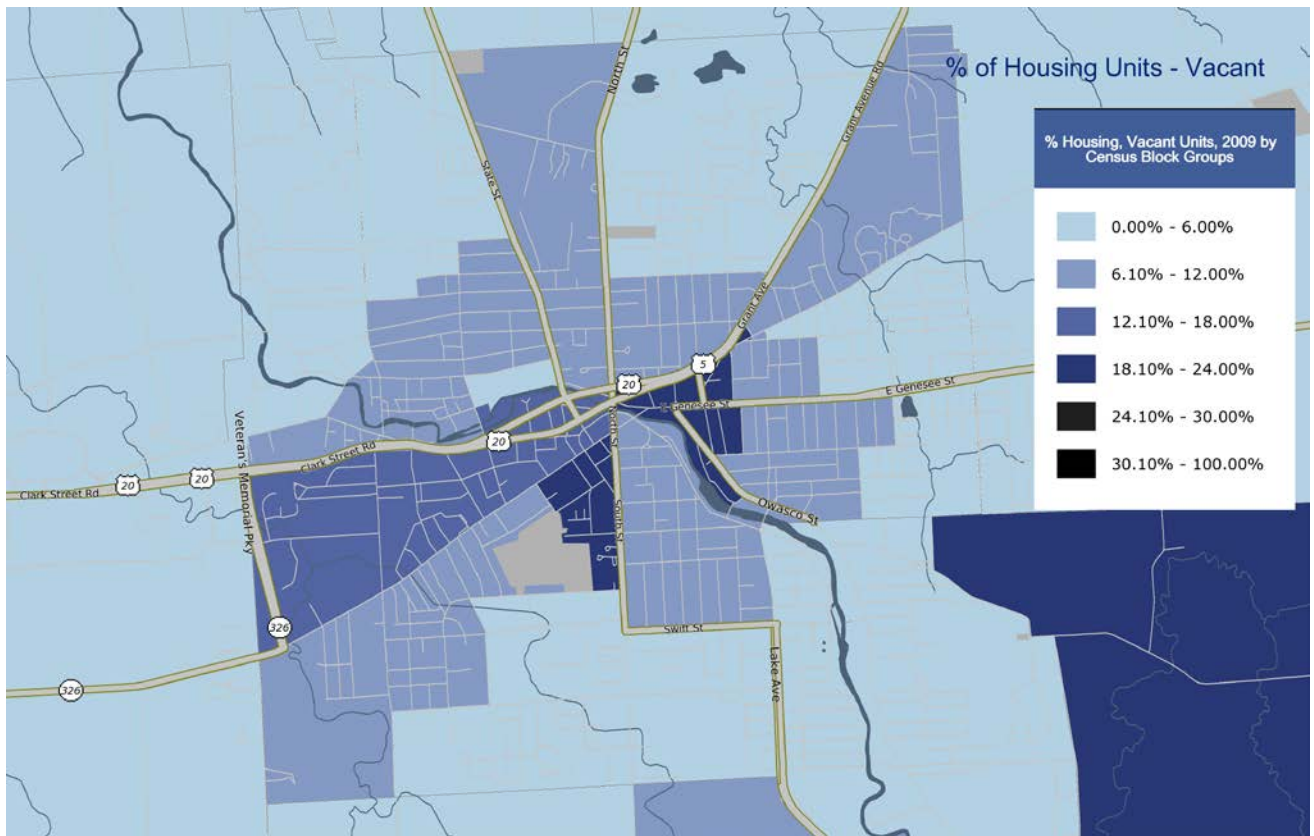 % of Housing Units - Vacant
% Housing, Vacant Units, 2009 by
Census Block Groups
0.00% - 6.00%
6.10% - 12.00%
12.10% - 18.00%
18.10% - 24.00%
24.10% - 30.00%
30.10% - 100.00%
North St
State St
Grant Avenue Rd
Grant Ave
5
20
E Genesee St
E Genesee St
North St
20
Clark Street Rd
20
20
Clark Street Rd
Veteran's Memorial Pky
South St
Owasco St
326
326
Swift St
Lake Ave